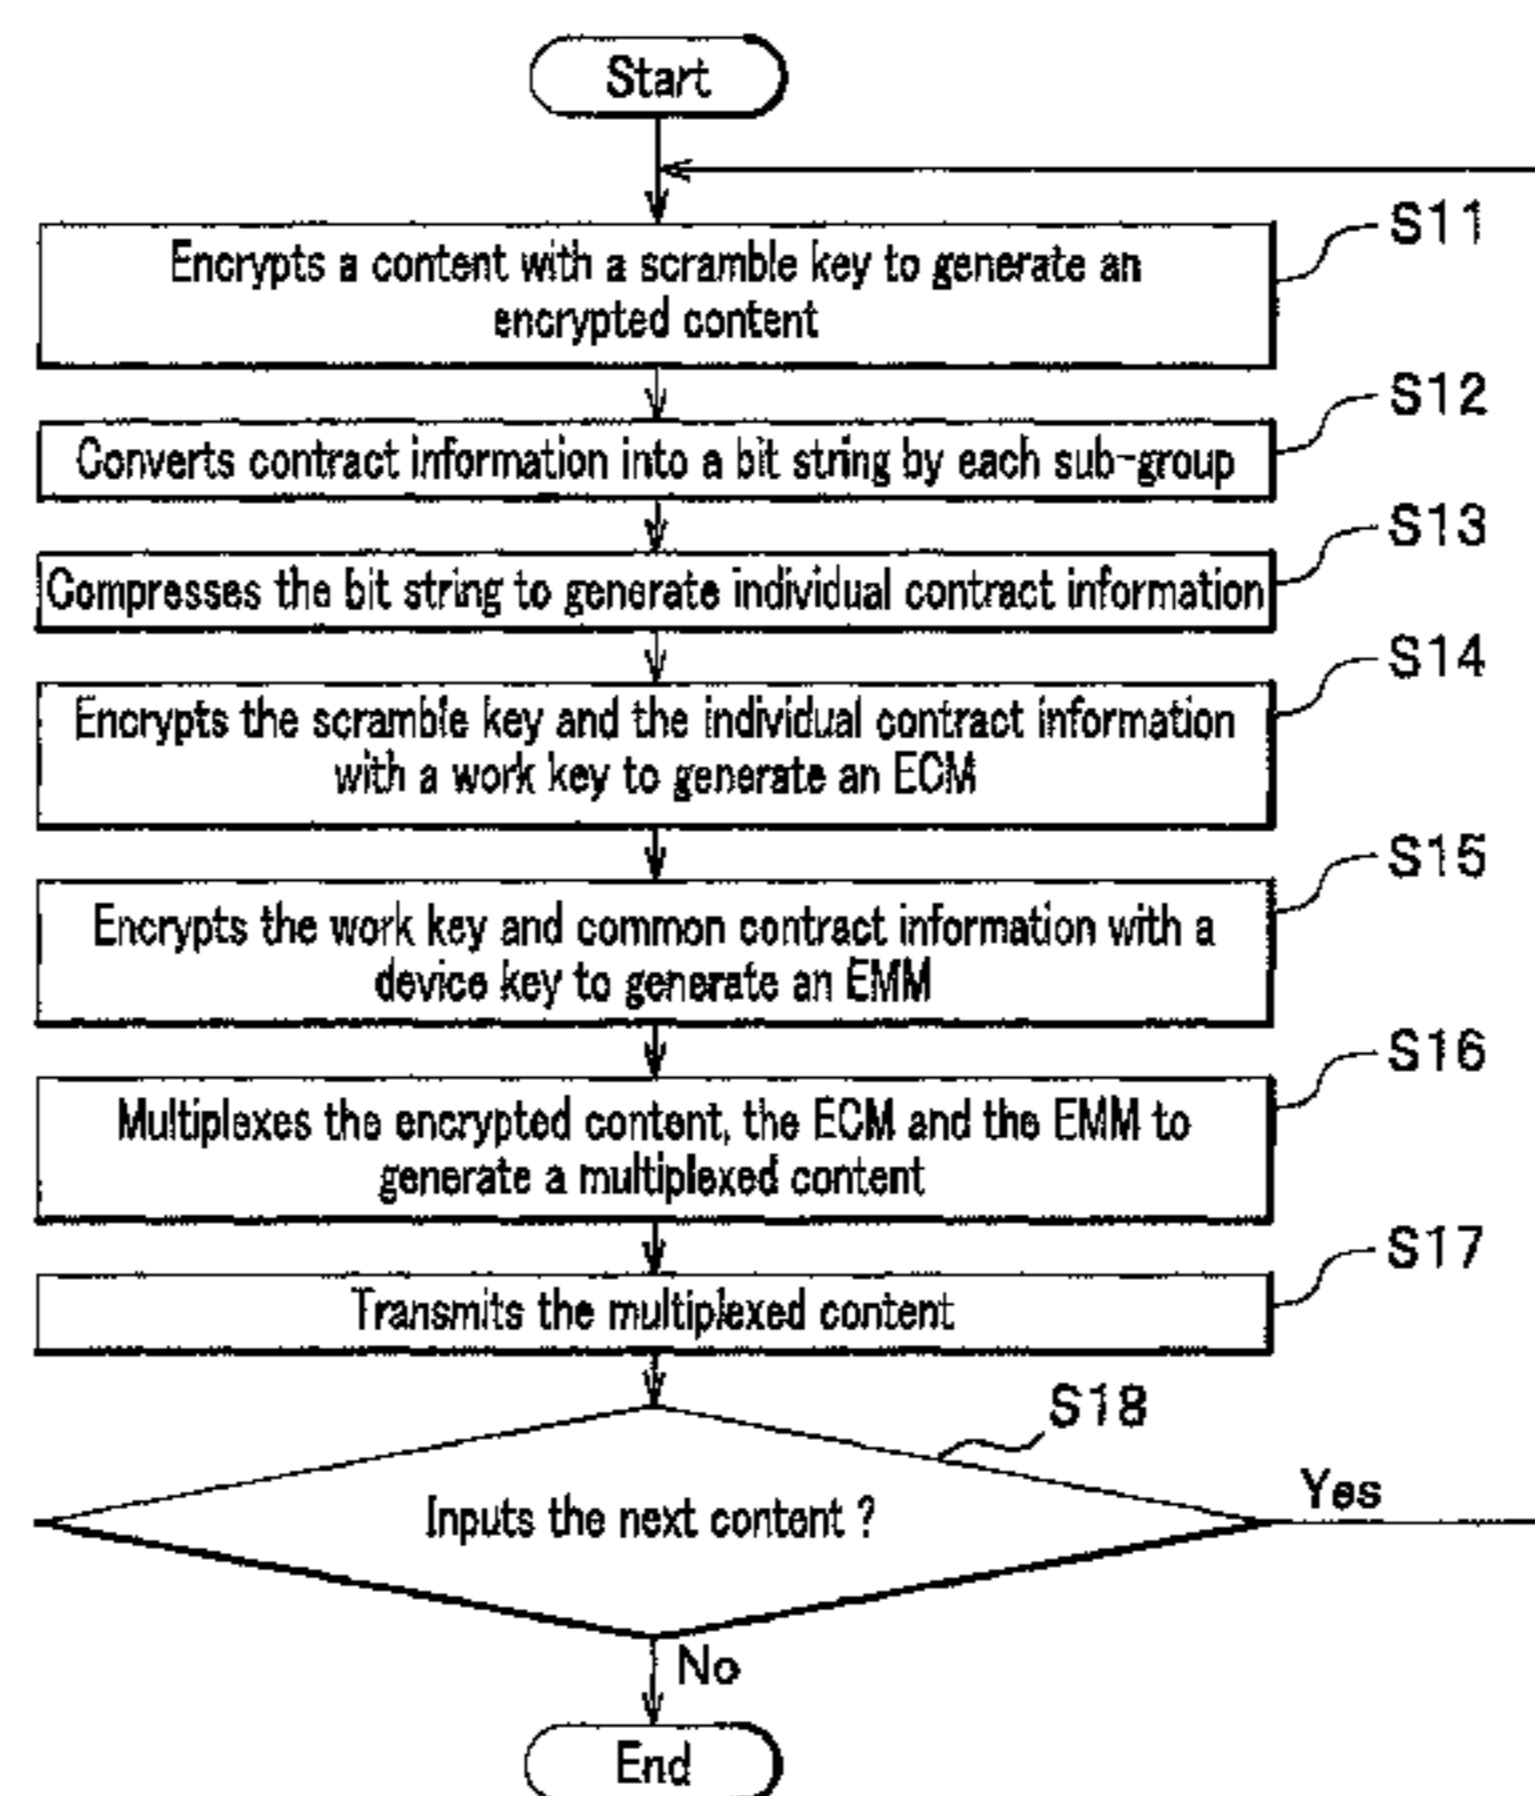 Start
S11
Encrypts a content with a scramble key to generate an
encrypted content
S12
Converts contract information into a bit string by each sub-group
S13
Compresses the bit string to generate individual contract information
S14
Encrypts the scramble key and the individual contract information
with a work key to generate an ECM
S15
Encrypts the work key and common contract information with a
device key to generate an EMM
S16
Multiplexes the encrypted content, the ECM and the EMM to
generate a multiplexed content
S17
Transmits the multiplexed content
S18
Inputs the next content ?
Yes
No
End